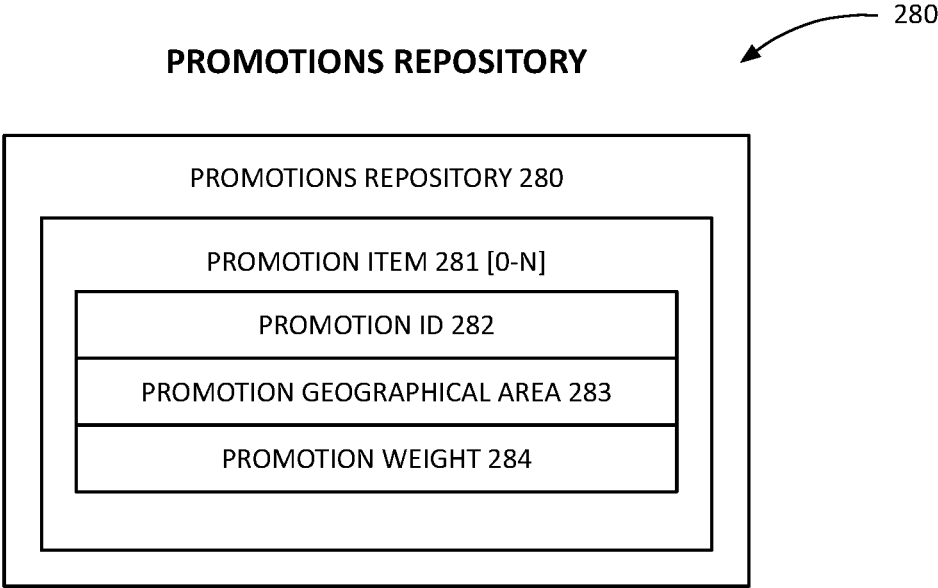 280
PROMOTIONS REPOSITORY
PROMOTIONS REPOSITORY 280
PROMOTION ITEM 281 [0-N]
PROMOTION ID 282
PROMOTION GEOGRAPHICAL AREA 283
PROMOTION WEIGHT 284